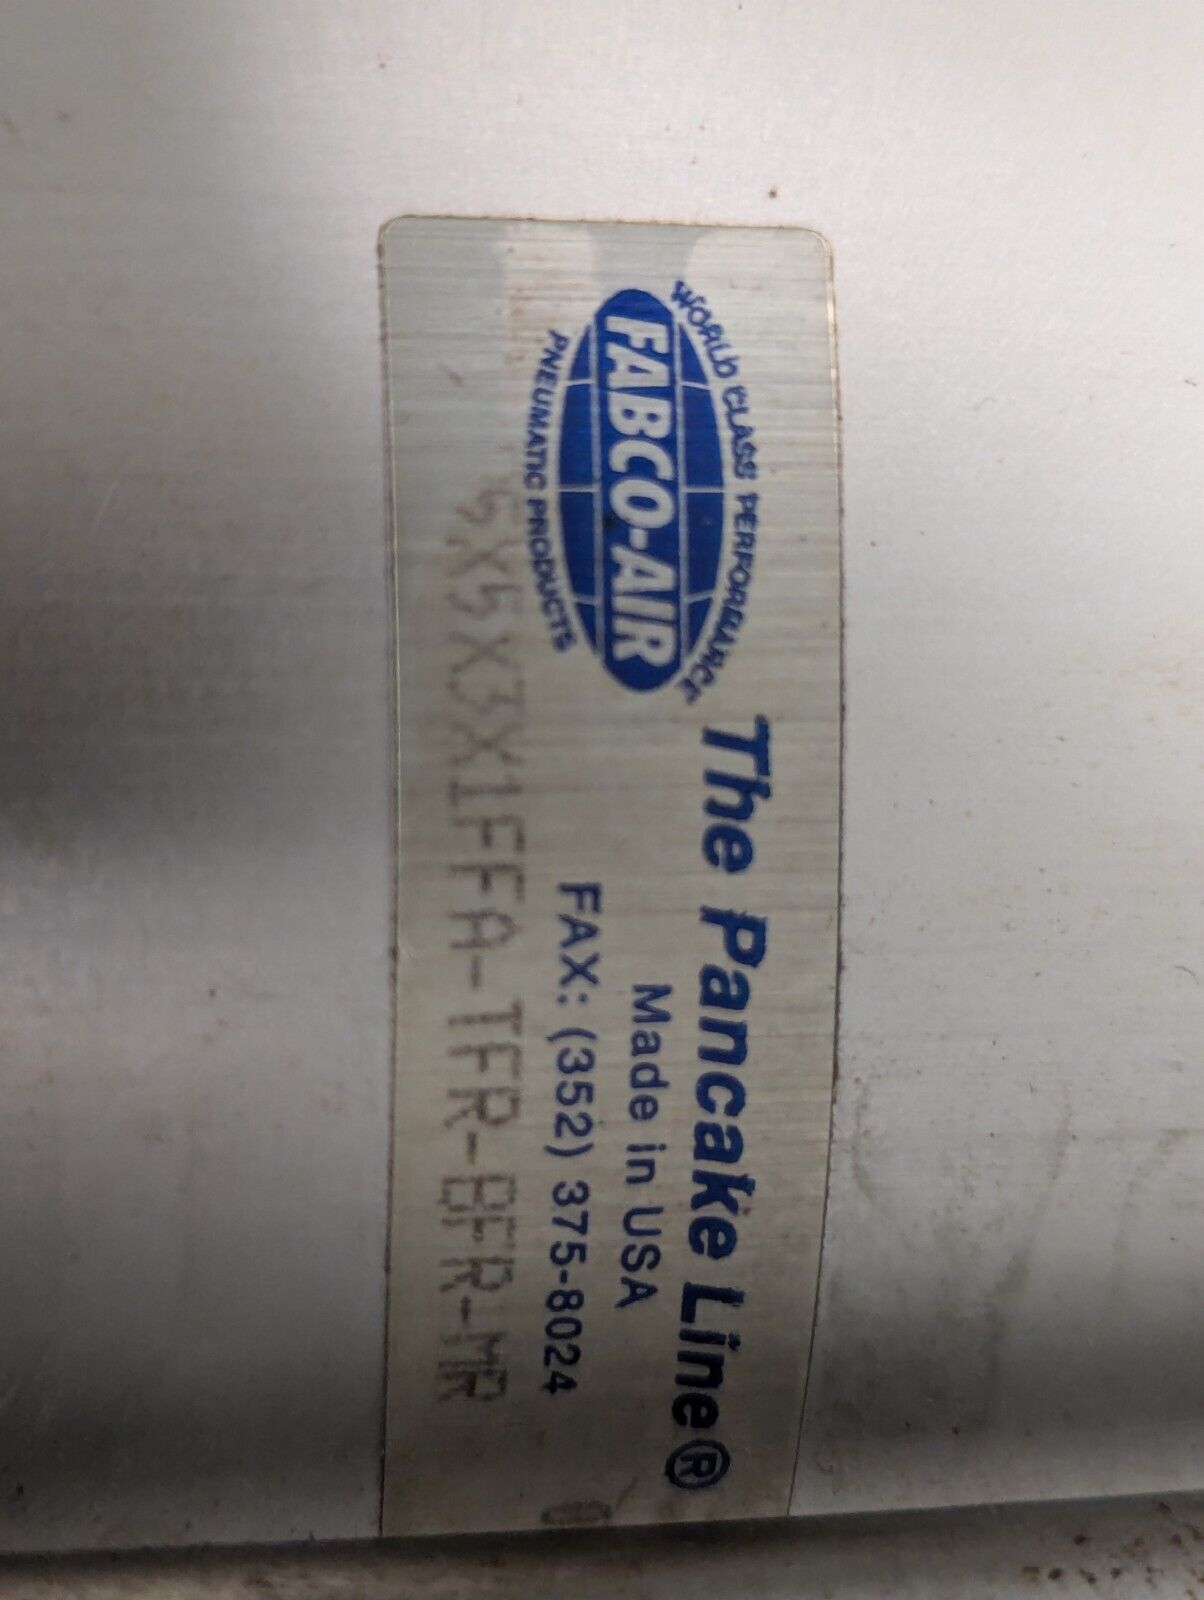 WORLD CLASS PERFORMANCE
FABCO-AIR
PNEUMATIC PRODUCTS
The Pancake Line®
Made in USA
FAX: (352) 375-8024
5X5X3X1FFA-TFR-BFR-MR